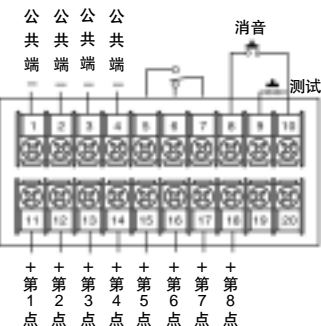 公共端 公共端 公共端 公共端
消音
测试
− − − −
1 2 3 4 5 6 7 8 9 10
11 12 13 14 15 16 17 18 19 20
+ + + + + + + +
第1点 第2点 第3点 第4点 第5点 第6点 第7点 第8点